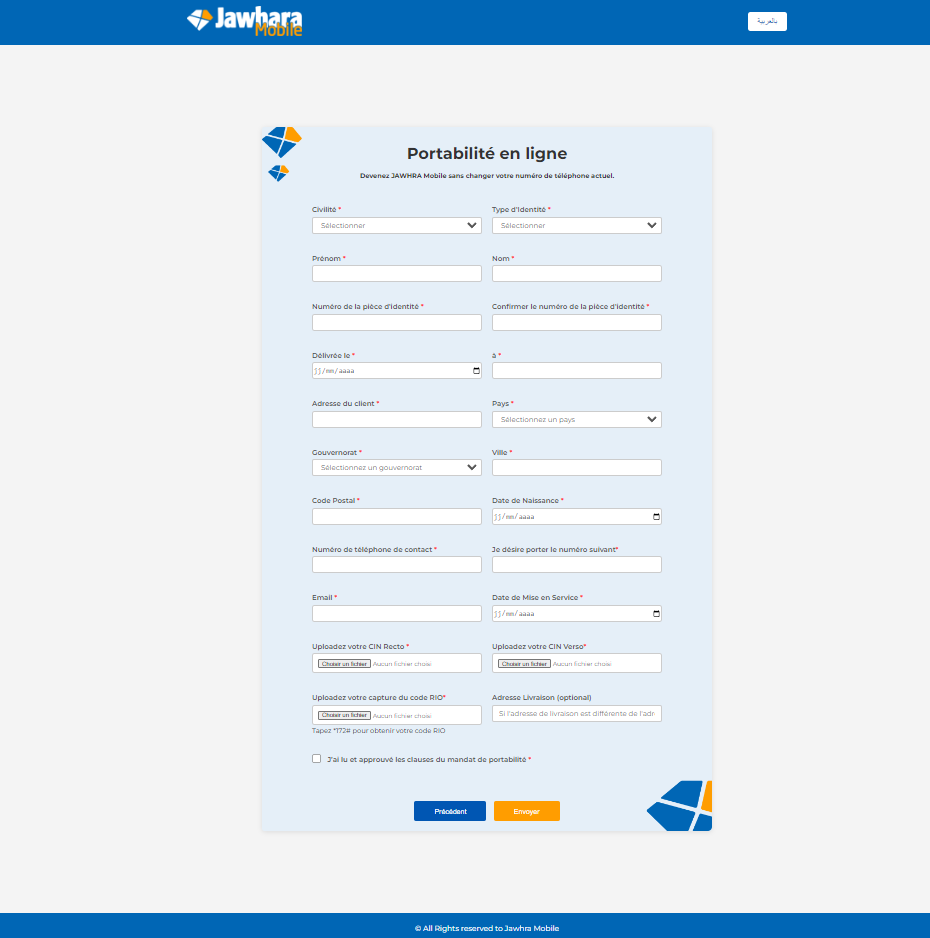 Jawhara
Mobile
بالعربية
Portabilité en ligne
Devenez JAWHRA Mobile sans changer votre numéro de téléphone actuel.
Civilité * Type d'Identité *
Sélectionner Sélectionner
Prénom * Nom *
Numéro de la pièce d'identité * Confirmer le numéro de la pièce d'identité *
Délivrée le * à *
jj/mm/aaaa
Adresse du client * Pays *
Sélectionnez un pays
Gouvernorat * Ville *
Sélectionnez un gouvernorat
Code Postal * Date de Naissance *
jj/mm/aaaa
Numéro de téléphone de contact * Je désire porter le numéro suivant*
Email * Date de Mise en Service *
jj/mm/aaaa
Uploadez votre CIN Recto * Uploadez votre CIN Verso*
Choisir un fichier Aucun fichier choisi Choisir un fichier Aucun fichier choisi
Uploadez votre capture du code RIO* Adresse Livraison (optional)
Choisir un fichier Aucun fichier choisi Si l'adresse de livraison est différente de l'adr
Tapez *172# pour obtenir votre code RIO
J'ai lu et approuvé les clauses du mandat de portabilité *
Précédent Envoyer
© All Rights reserved to Jawhra Mobile